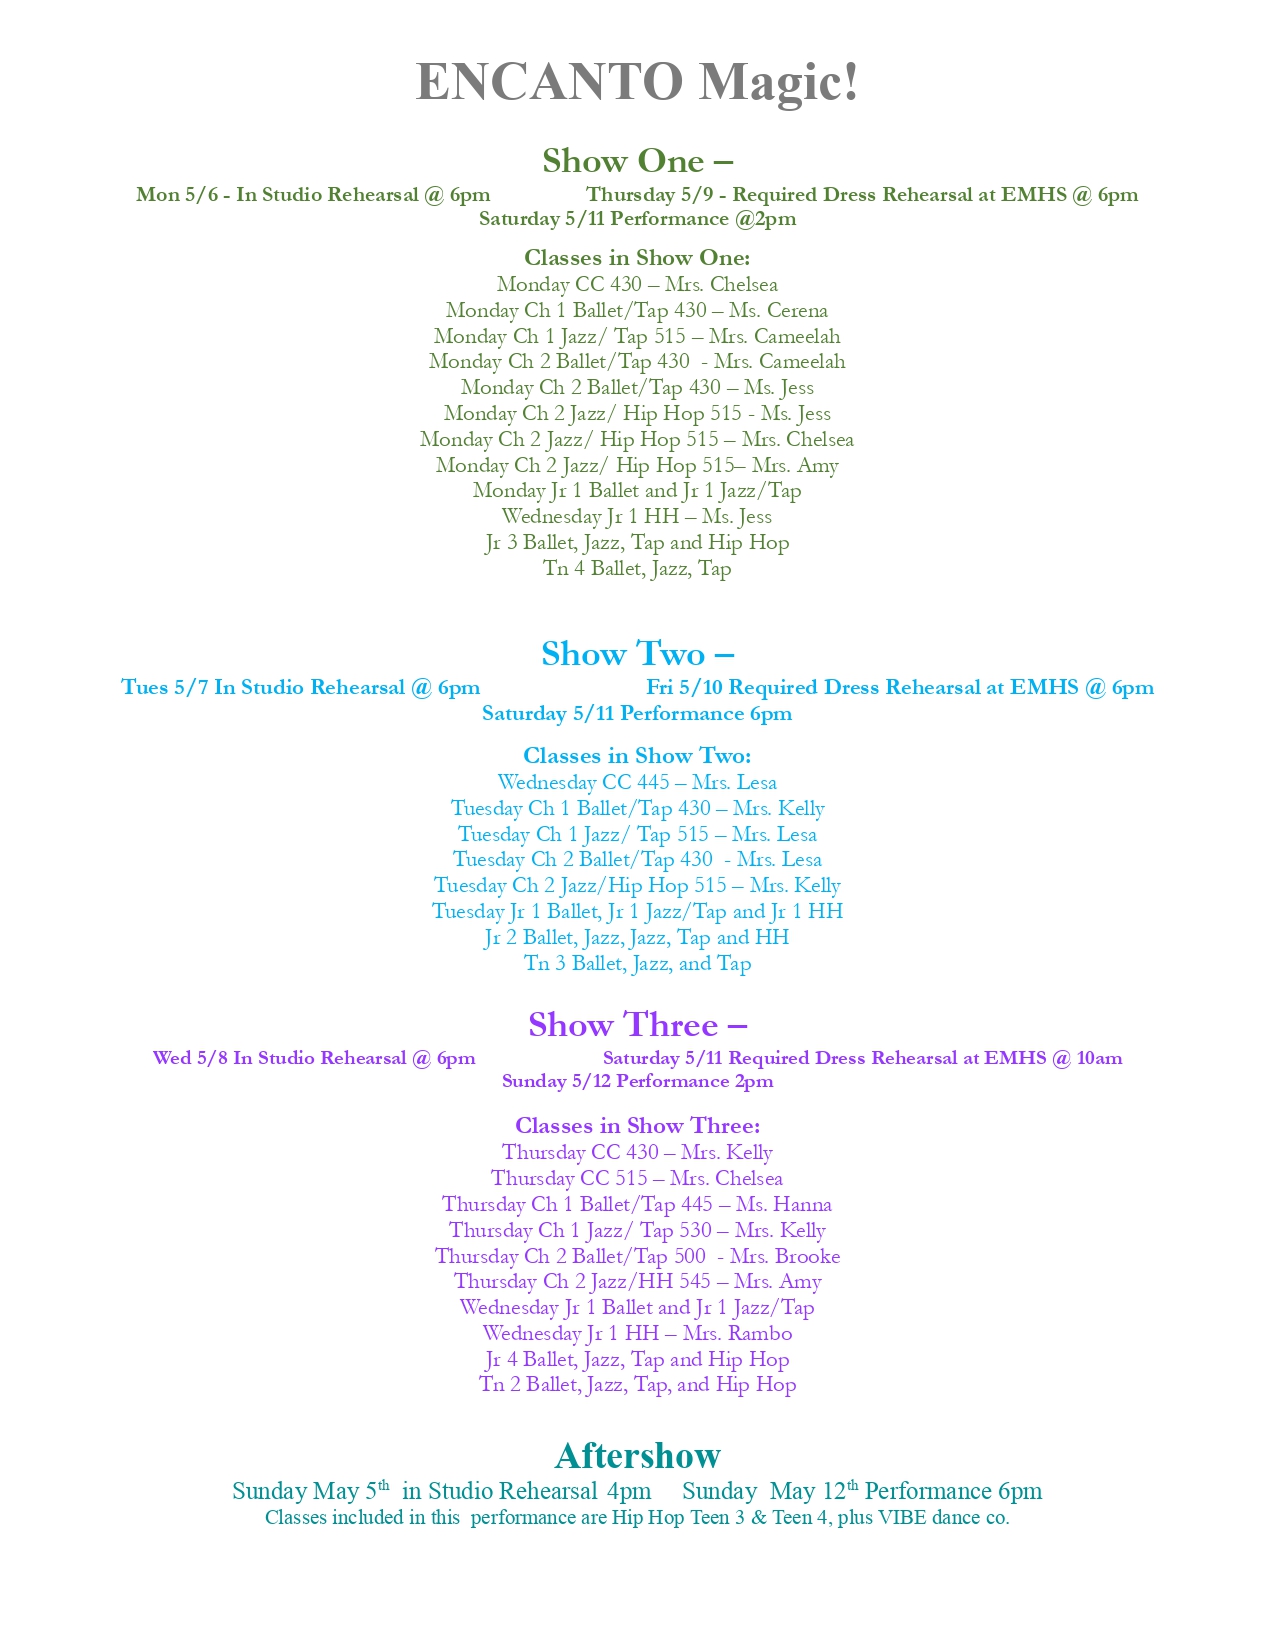 ENCANTO Magic!
Show One –
Mon 5/6 - In Studio Rehearsal @ 6pm Thursday 5/9 - Required Dress Rehearsal at EMHS @ 6pm
Saturday 5/11 Performance @2pm
Classes in Show One:
Monday CC 430 – Mrs. Chelsea
Monday Ch 1 Ballet/Tap 430 – Ms. Cerena
Monday Ch 1 Jazz/ Tap 515 – Mrs. Cameelah
Monday Ch 2 Ballet/Tap 430 - Mrs. Cameelah
Monday Ch 2 Ballet/Tap 430 – Ms. Jess
Monday Ch 2 Jazz/ Hip Hop 515 - Ms. Jess
Monday Ch 2 Jazz/ Hip Hop 515 – Mrs. Chelsea
Monday Ch 2 Jazz/ Hip Hop 515– Mrs. Amy
Monday Jr 1 Ballet and Jr 1 Jazz/Tap
Wednesday Jr 1 HH – Ms. Jess
Jr 3 Ballet, Jazz, Tap and Hip Hop
Tn 4 Ballet, Jazz, Tap
Show Two –
Tues 5/7 In Studio Rehearsal @ 6pm Fri 5/10 Required Dress Rehearsal at EMHS @ 6pm
Saturday 5/11 Performance 6pm
Classes in Show Two:
Wednesday CC 445 – Mrs. Lesa
Tuesday Ch 1 Ballet/Tap 430 – Mrs. Kelly
Tuesday Ch 1 Jazz/ Tap 515 – Mrs. Lesa
Tuesday Ch 2 Ballet/Tap 430 - Mrs. Lesa
Tuesday Ch 2 Jazz/Hip Hop 515 – Mrs. Kelly
Tuesday Jr 1 Ballet, Jr 1 Jazz/Tap and Jr 1 HH
Jr 2 Ballet, Jazz, Jazz, Tap and HH
Tn 3 Ballet, Jazz, and Tap
Show Three –
Wed 5/8 In Studio Rehearsal @ 6pm Saturday 5/11 Required Dress Rehearsal at EMHS @ 10am
Sunday 5/12 Performance 2pm
Classes in Show Three:
Thursday CC 430 – Mrs. Kelly
Thursday CC 515 – Mrs. Chelsea
Thursday Ch 1 Ballet/Tap 445 – Ms. Hanna
Thursday Ch 1 Jazz/ Tap 530 – Mrs. Kelly
Thursday Ch 2 Ballet/Tap 500 - Mrs. Brooke
Thursday Ch 2 Jazz/HH 545 – Mrs. Amy
Wednesday Jr 1 Ballet and Jr 1 Jazz/Tap
Wednesday Jr 1 HH – Mrs. Rambo
Jr 4 Ballet, Jazz, Tap and Hip Hop
Tn 2 Ballet, Jazz, Tap, and Hip Hop
Aftershow
Sunday May 5th in Studio Rehearsal 4pm Sunday May 12th Performance 6pm
Classes included in this performance are Hip Hop Teen 3 & Teen 4, plus VIBE dance co.